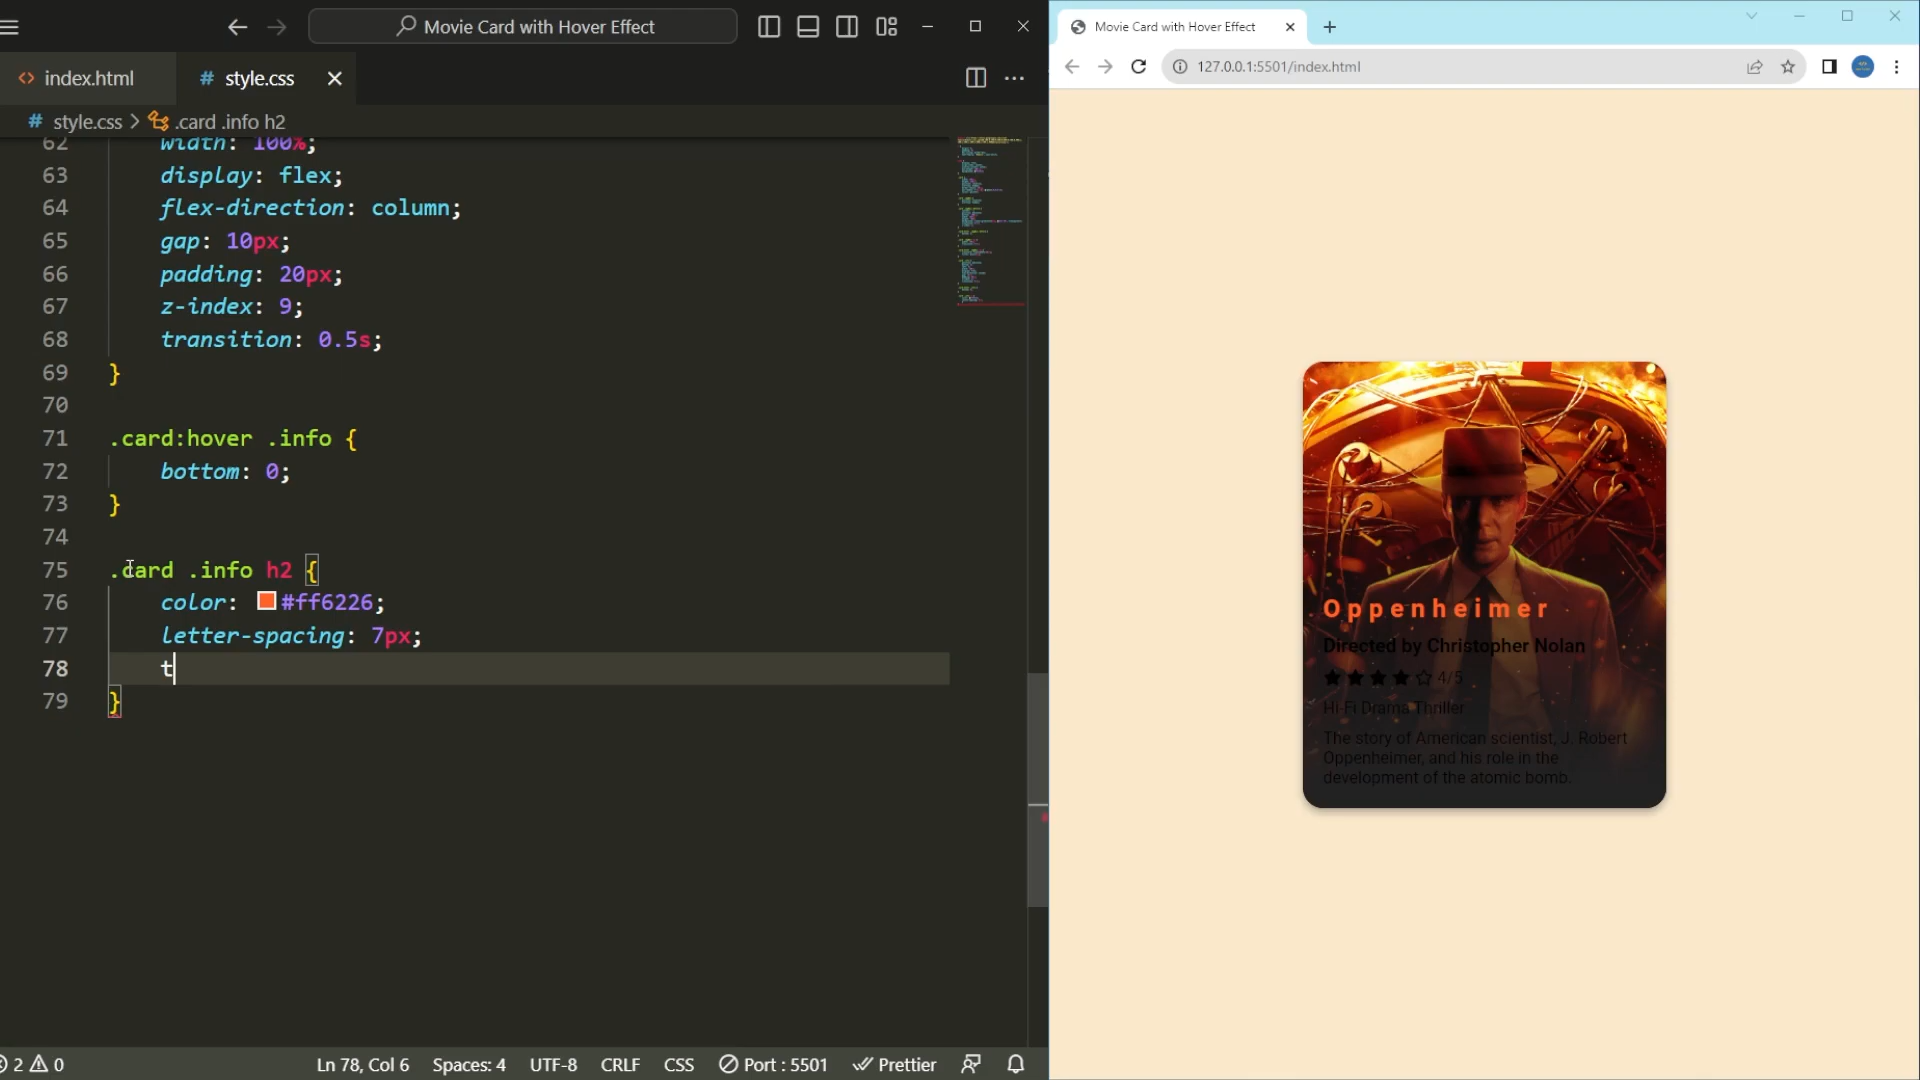 Movie Card with Hover Effect
index.html
# style.css
# style.css > .card .info h2
62 width: 100%;
63 display: flex;
64 flex-direction: column;
65 gap: 10px;
66 padding: 20px;
67 z-index: 9;
68 transition: 0.5s;
69 }
70
71 .card:hover .info {
72 bottom: 0;
73 }
74
75 .card .info h2 {
76 color: #ff6226;
77 letter-spacing: 7px;
78 t
79 }
2 0 Ln 78, Col 6 Spaces: 4 UTF-8 CRLF CSS Port : 5501 Prettier
Movie Card with Hover Effect
127.0.0.1:5501/index.html
Oppenheimer
Directed by Christopher Nolan
4/5
Hi-Fi Drama Thriller
The story of American scientist, J. Robert
Oppenheimer, and his role in the
development of the atomic bomb.